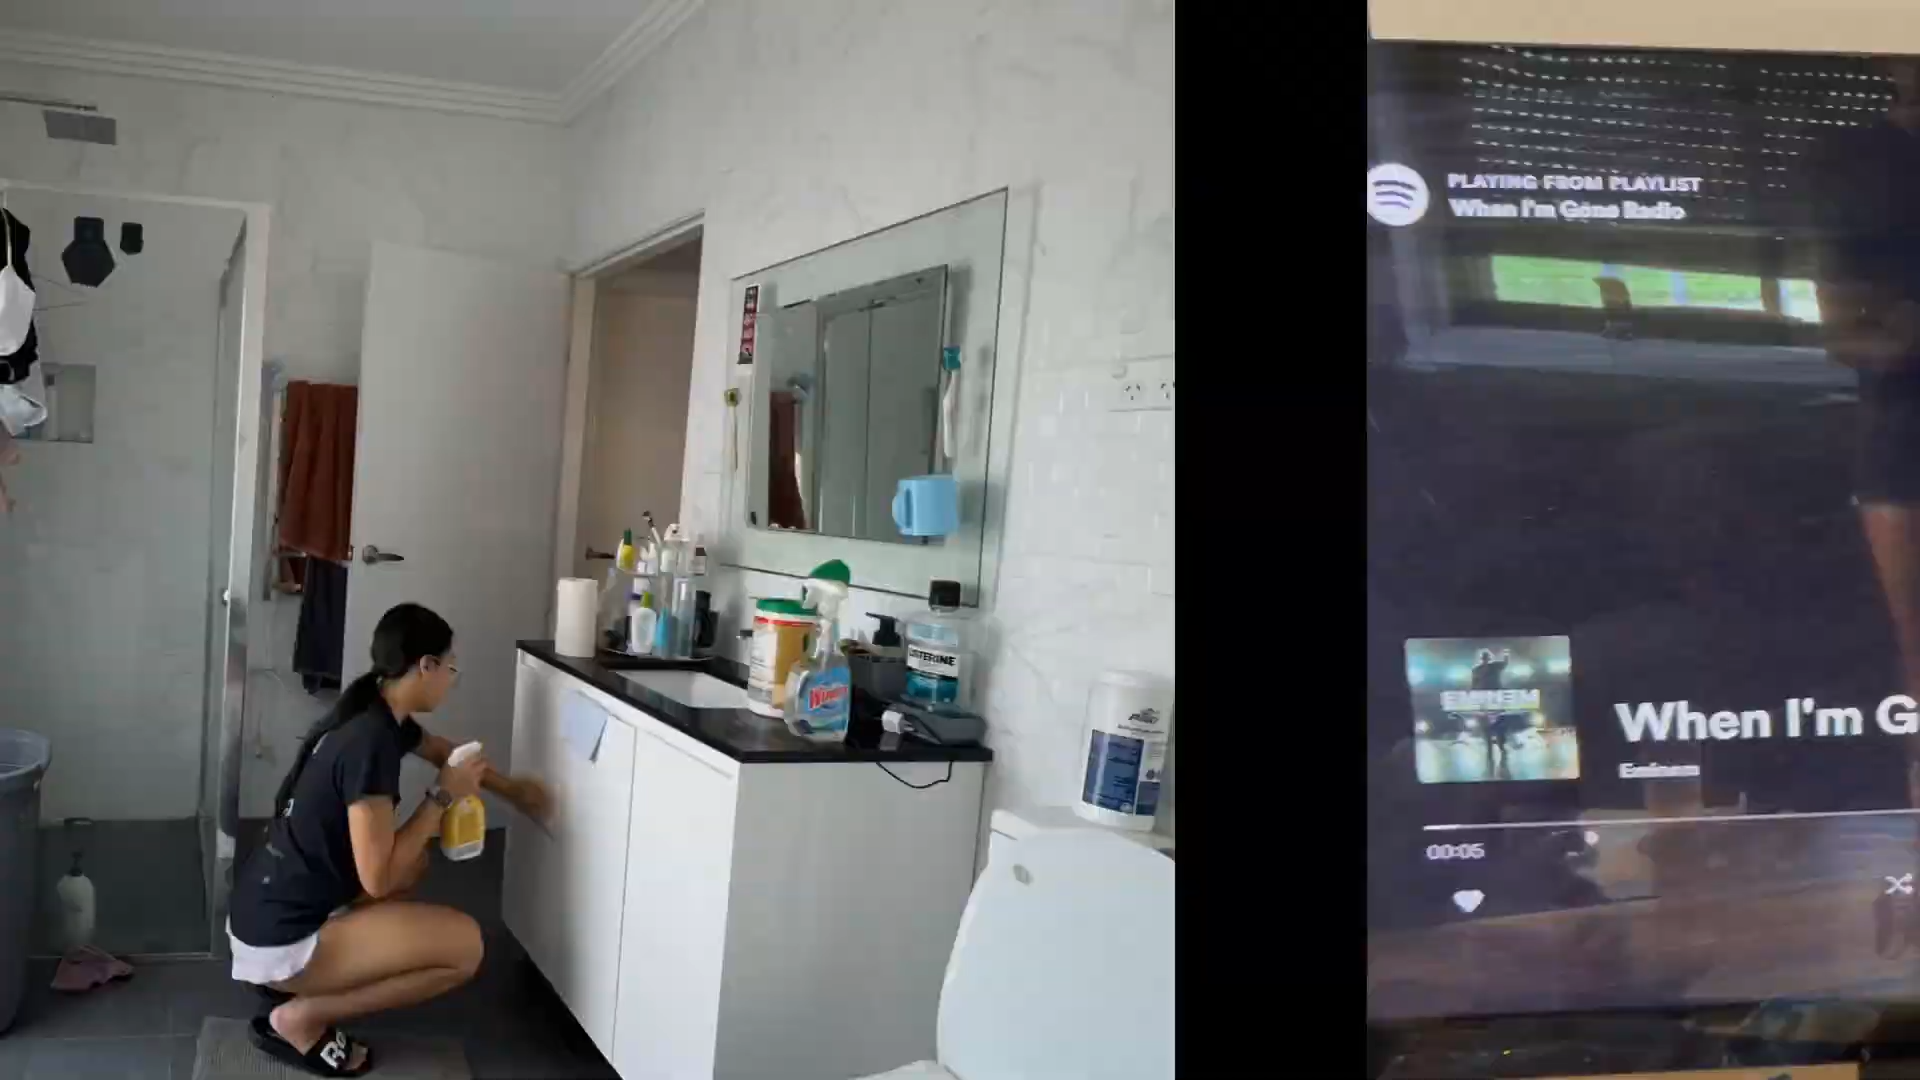 PLAYING FROM PLAYLIST
When I'm Gone Radio
EMINEM
When I'm G
Eminem
00:05
LISTERINE
Windex